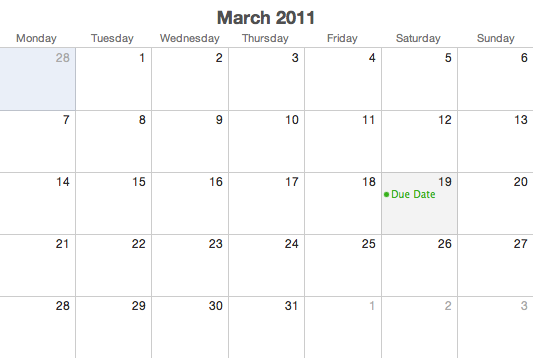 March 2011
Monday Tuesday Wednesday Thursday Friday Saturday Sunday
28 1 2 3 4 5 6
7 8 9 10 11 12 13
14 15 16 17 18 19 20
Due Date
21 22 23 24 25 26 27
28 29 30 31 1 2 3